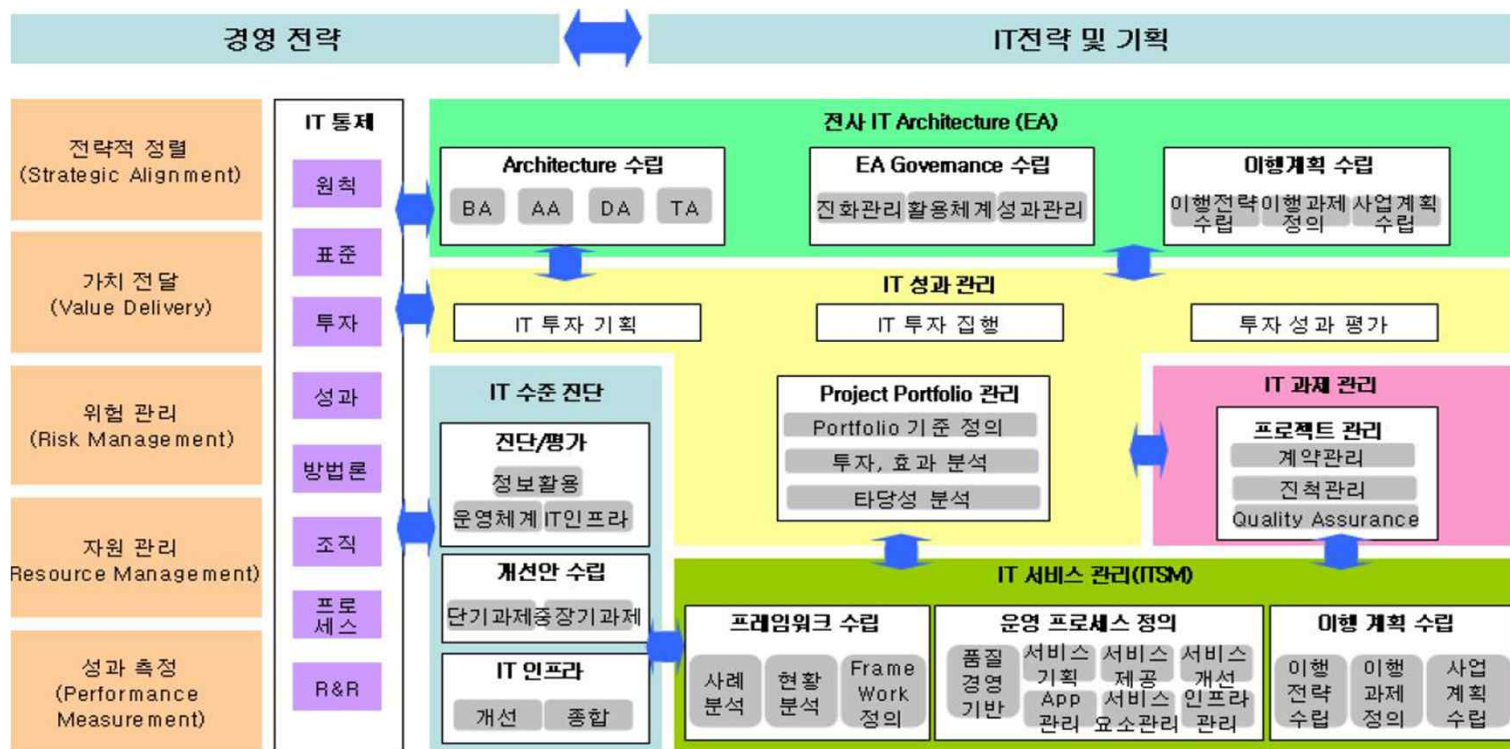 경영 전략
IT전략 및 기획
전략적 정렬
(Strategic Alignment)
가치 전달
(Value Delivery)
위험 관리
(Risk Management)
자원 관리
Resource Management)
성과 측정
(Performance
Measurement)
IT 통제
원칙
표준
투자
성과
방법론
조직
프로
세스
R&R
전사 IT Architecture (EA)
Architecture 수립
BA
AA
DA
TA
EA Governance 수립
진화관리
활용체계
성과관리
이행계획 수립
이행전략
수립
이행과제
정의
사업계획
수립
IT 성과 관리
IT 투자 기획
IT 투자 집행
투자 성과 평가
Project Portfolio 관리
Portfolio 기준 정의
투자, 효과 분석
타당성 분석
IT 수준 진단
진단/평가
정보활용
운영체계
IT인프라
개선안 수립
단기과제
중장기과제
IT 인프라
개선
종합
IT 과제 관리
프로젝트 관리
계약관리
진척관리
Quality Assurance
IT 서비스 관리(ITSM)
프레임워크 수립
사례
분석
현황
분석
Frame
Work
정의
운영 프로세스 정의
품질
경영
기반
서비스
기획
서비스
제공
서비스
개선
App
관리
서비스
요소관리
인프라
관리
이행 계획 수립
이행
전략
수립
이행
과제
정의
사업
계획
수립